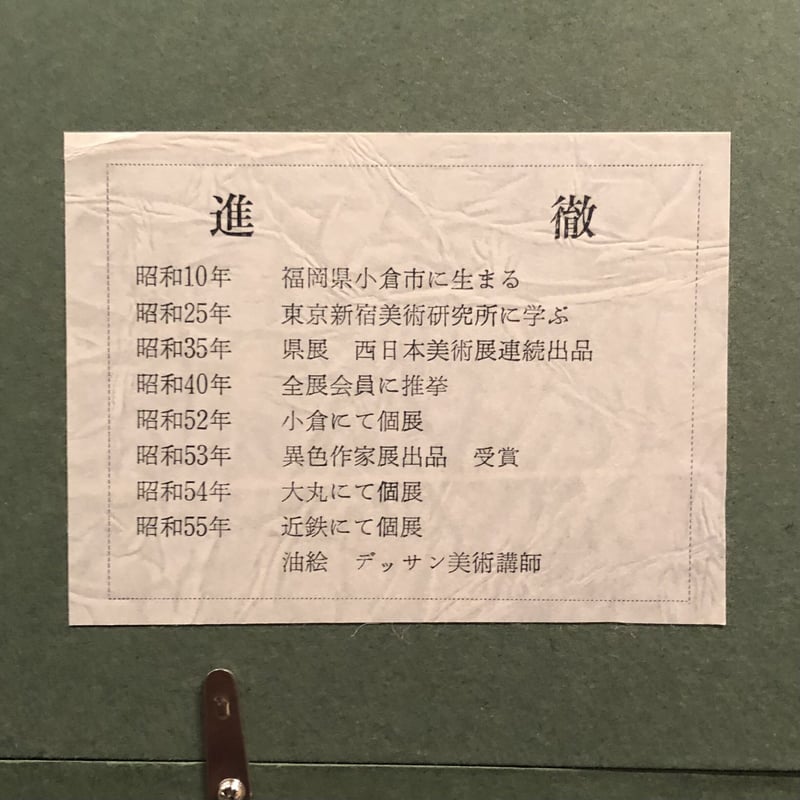 進 徹
昭和10年 福岡県小倉市に生まる
昭和25年 東京新宿美術研究所に学ぶ
昭和35年 県展 西日本美術展連続出品
昭和40年 全展会員に推挙
昭和52年 小倉にて個展
昭和53年 異色作家展出品 受賞
昭和54年 大丸にて個展
昭和55年 近鉄にて個展
油絵 デッサン美術講師